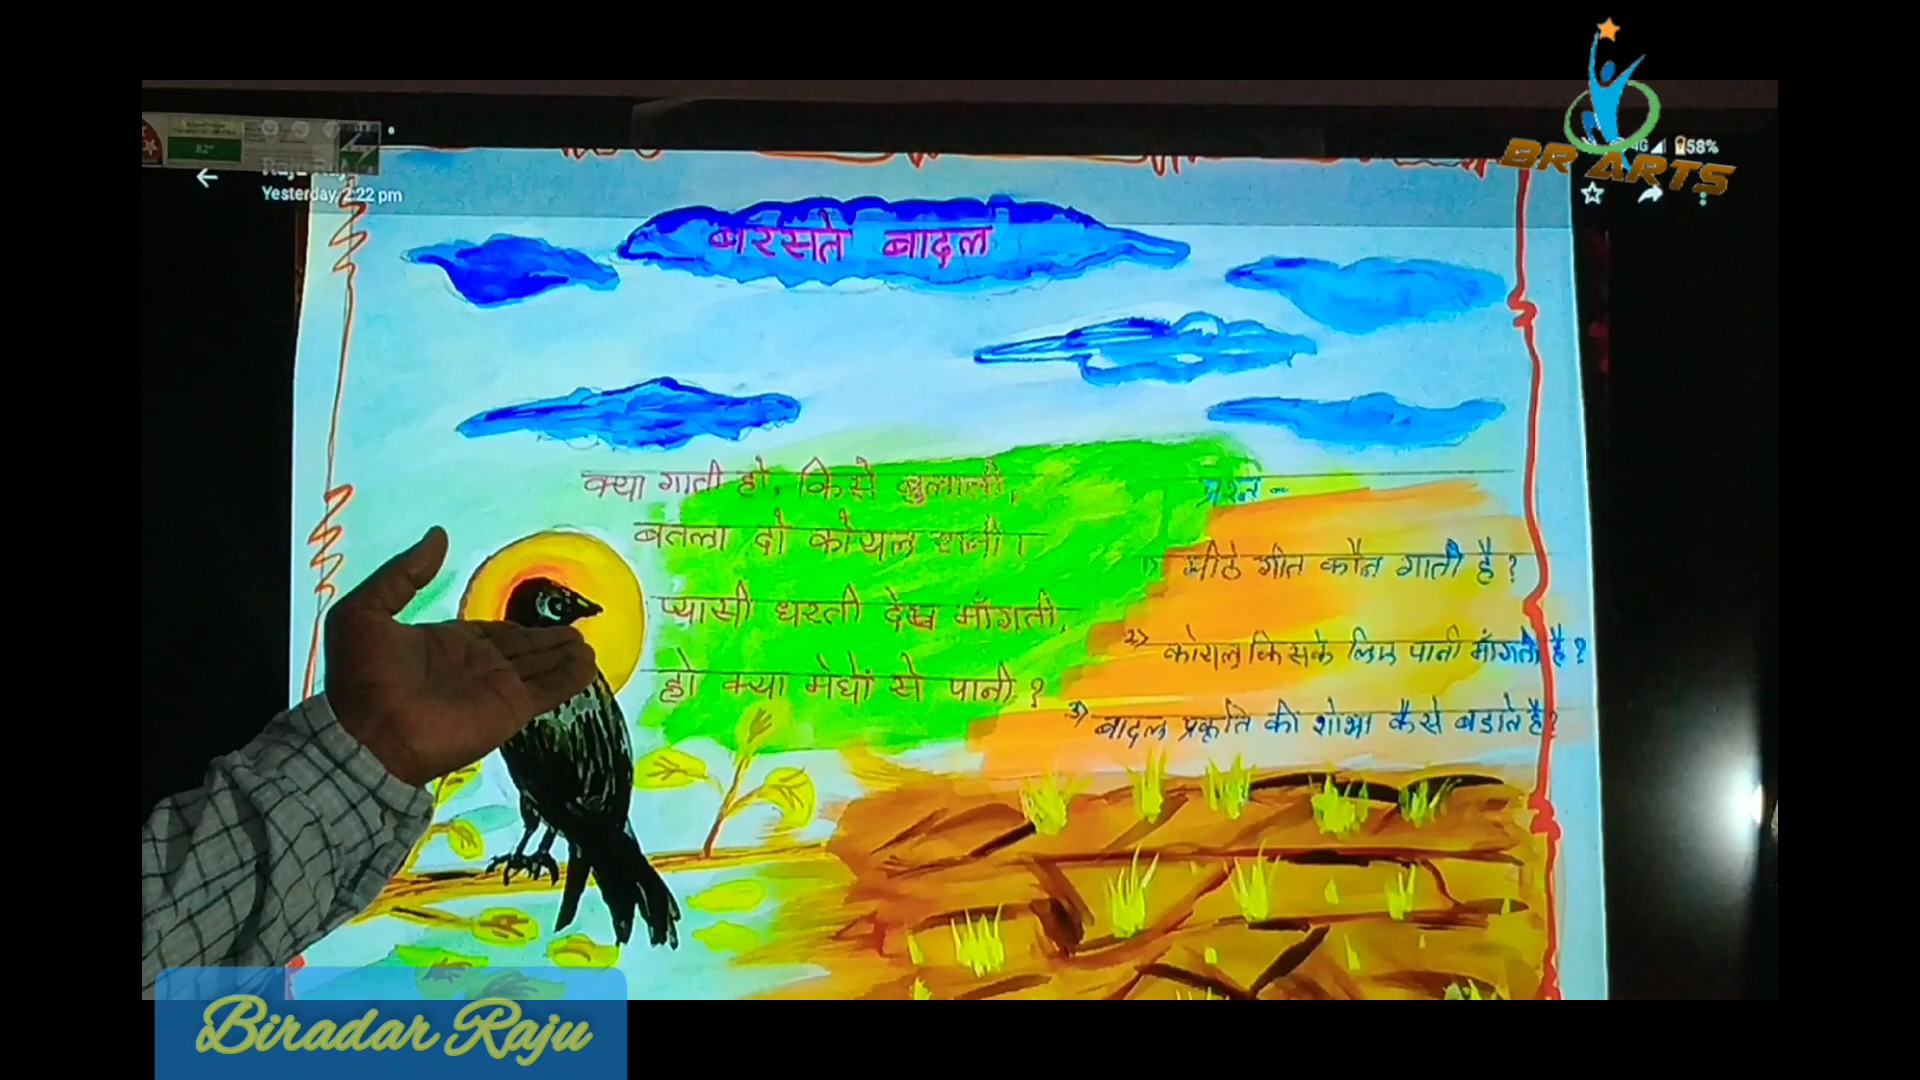 BR ARTS
58%
Yesterday, 2:22 pm
बरसते बादल
क्या गाती हो, किसे बुलाती,
बतला दो कोयल रानी।
प्यासी धरती देख माँगती,
हो क्या मेघों से पानी?
प्रश्न -
1) मीठे गीत कौन गाती है?
2) कोयल किसके लिए पानी माँगती है?
3) बादल प्रकृति की शोभा कैसे बडाते है?
Biradar Raju